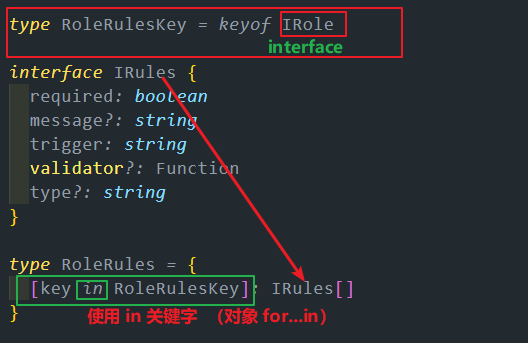 type RoleRulesKey = keyof IRole
interface
interface IRules {
required: boolean
message?: string
trigger: string
validator?: Function
type?: string
}
type RoleRules = {
[key in RoleRulesKey]: IRules[]
}
使用 in 关键字 （对象 for...in）